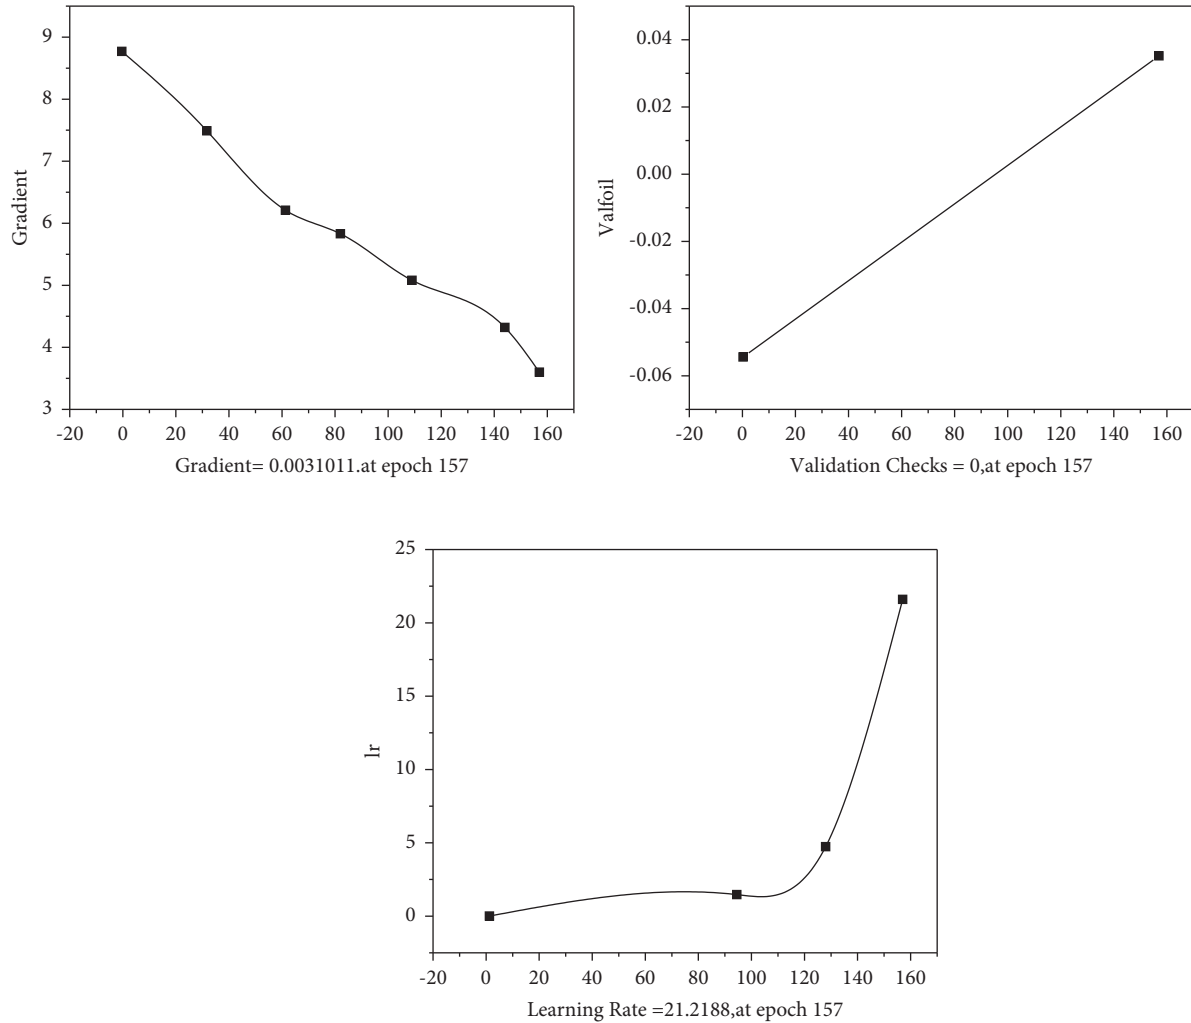 9
8
7
6
5
4
3
Gradient
-20 0 20 40 60 80 100 120 140 160
Gradient= 0.0031011.at epoch 157
0.04
0.02
0.00
-0.02
-0.04
-0.06
Valfoil
-20 0 20 40 60 80 100 120 140 160
Validation Checks = 0,at epoch 157
25
20
15
10
5
0
lr
-20 0 20 40 60 80 100 120 140 160
Learning Rate =21.2188,at epoch 157